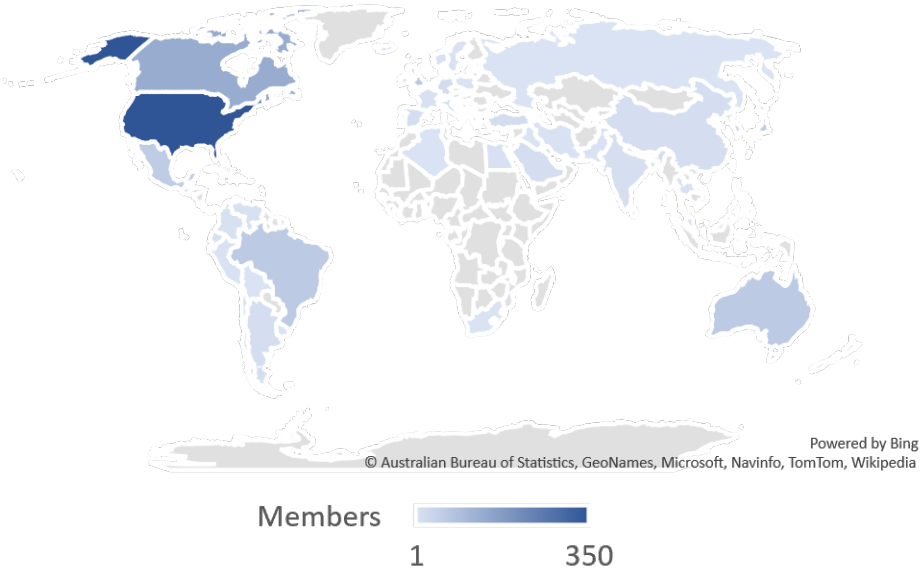 Powered by Bing
© Australian Bureau of Statistics, GeoNames, Microsoft, Navinfo, TomTom, Wikipedia
Members
1 350